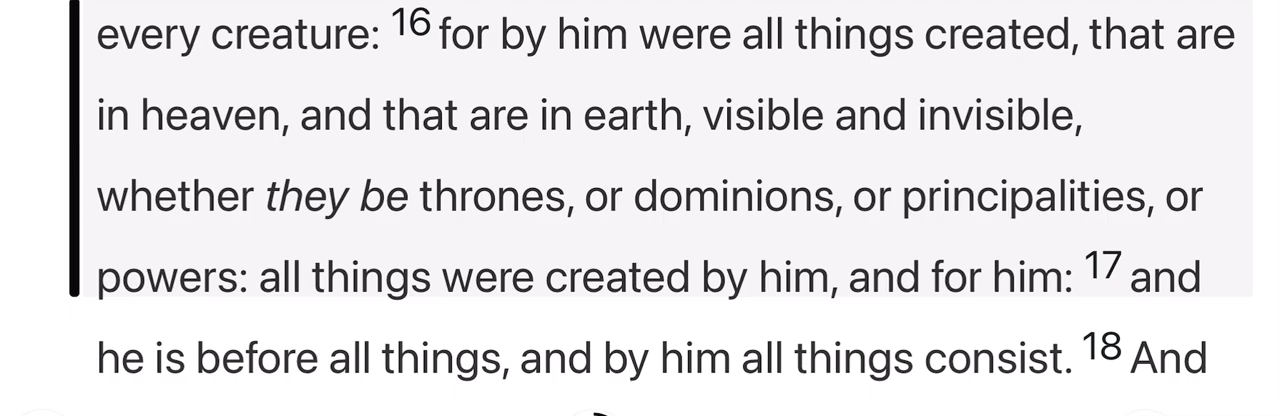 every creature: 16 for by him were all things created, that are
in heaven, and that are in earth, visible and invisible,
whether they be thrones, or dominions, or principalities, or
powers: all things were created by him, and for him: 17 and
he is before all things, and by him all things consist. 18 And